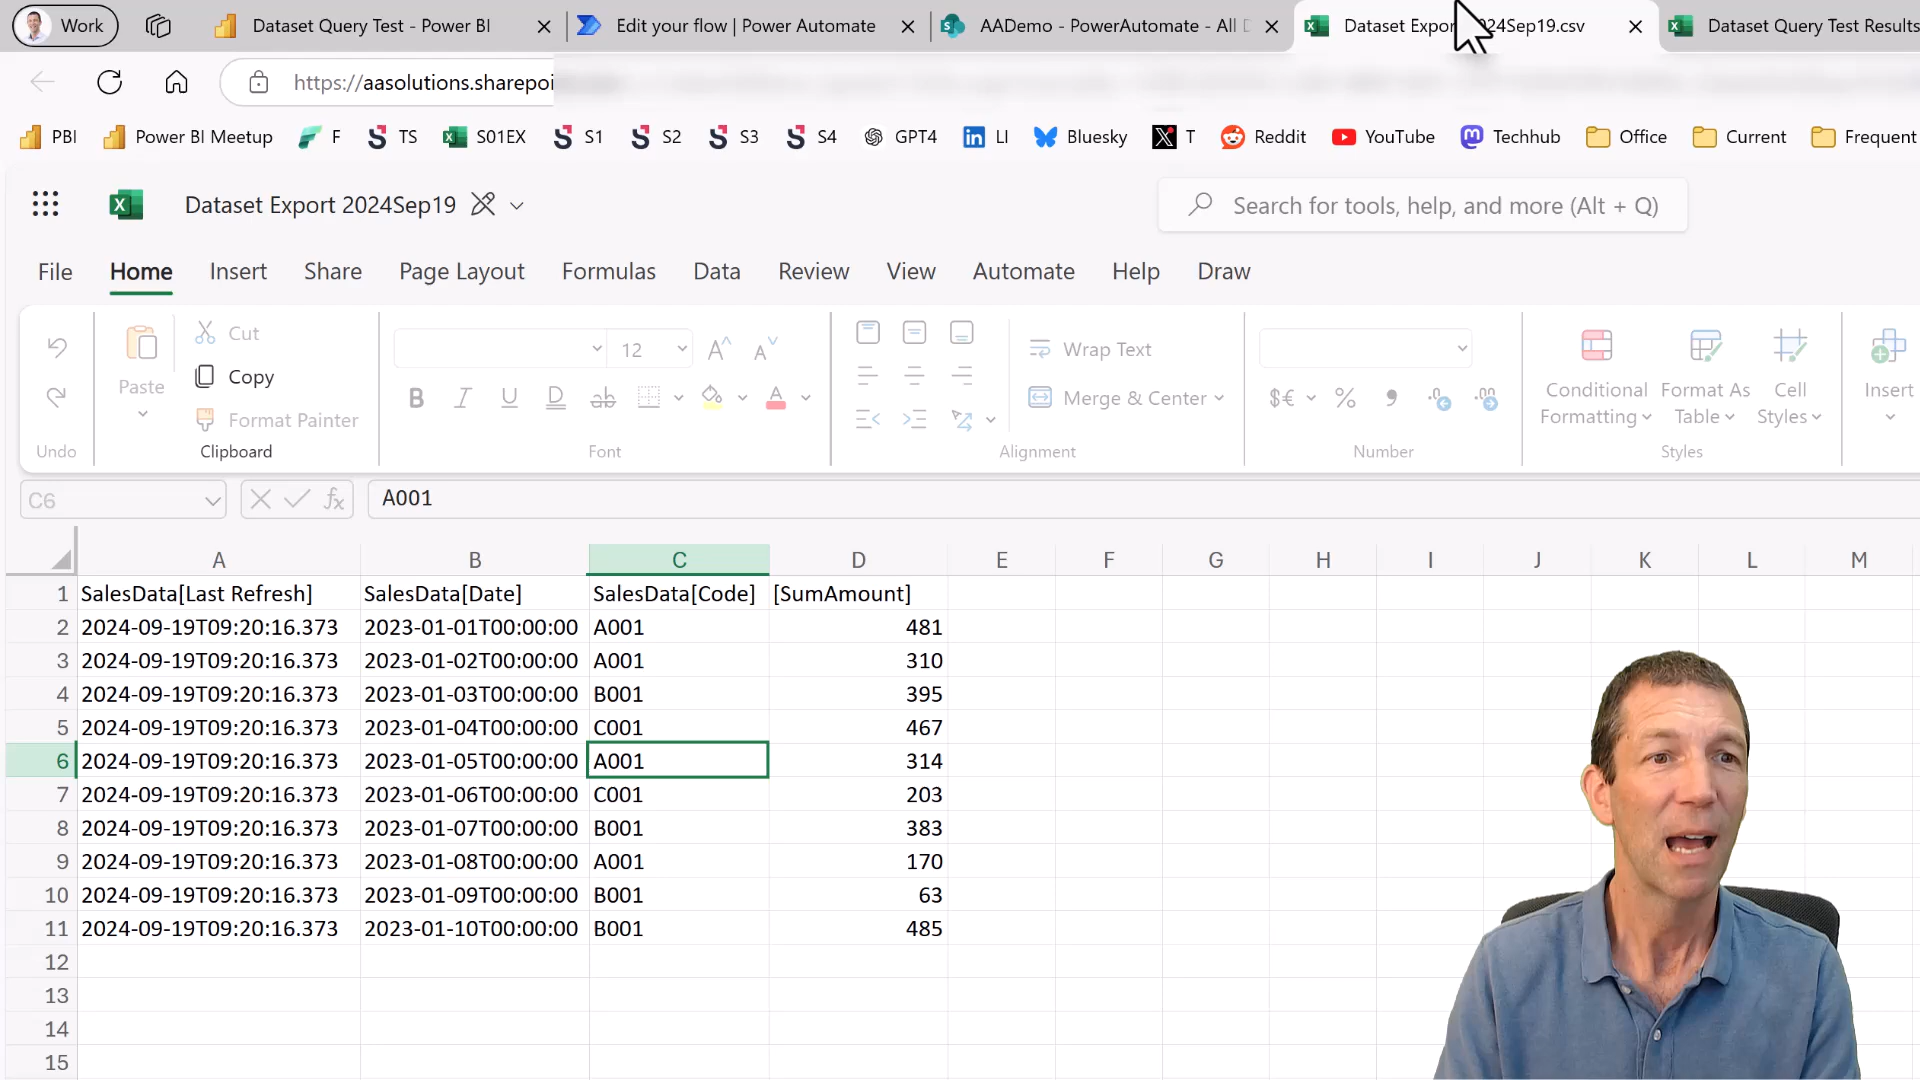 Work
Dataset Query Test - Power BI
Edit your flow | Power Automate
AADemo - PowerAutomate - All D
Dataset Expor 2024Sep19.csv
Dataset Query Test Results
https://aasolutions.sharepoi
PBI
Power BI Meetup
F
TS
S01EX
S1
S2
S3
S4
GPT4
LI
Bluesky
T
Reddit
YouTube
Techhub
Office
Current
Frequent
Dataset Export 2024Sep19
Search for tools, help, and more (Alt + Q)
File Home Insert Share Page Layout Formulas Data Review View Automate Help Draw
Undo
Paste
Cut
Copy
Format Painter
Clipboard
12
Font
Wrap Text
Merge & Center
Alignment
Number
Conditional Formatting
Format As Table
Cell Styles
Styles
Insert
C6
A001
A B C D E F G H I J K L M
1 SalesData[Last Refresh] SalesData[Date] SalesData[Code] [SumAmount]
2 2024-09-19T09:20:16.373 2023-01-01T00:00:00 A001 481
3 2024-09-19T09:20:16.373 2023-01-02T00:00:00 A001 310
4 2024-09-19T09:20:16.373 2023-01-03T00:00:00 B001 395
5 2024-09-19T09:20:16.373 2023-01-04T00:00:00 C001 467
6 2024-09-19T09:20:16.373 2023-01-05T00:00:00 A001 314
7 2024-09-19T09:20:16.373 2023-01-06T00:00:00 C001 203
8 2024-09-19T09:20:16.373 2023-01-07T00:00:00 B001 383
9 2024-09-19T09:20:16.373 2023-01-08T00:00:00 A001 170
10 2024-09-19T09:20:16.373 2023-01-09T00:00:00 B001 63
11 2024-09-19T09:20:16.373 2023-01-10T00:00:00 B001 485
12
13
14
15